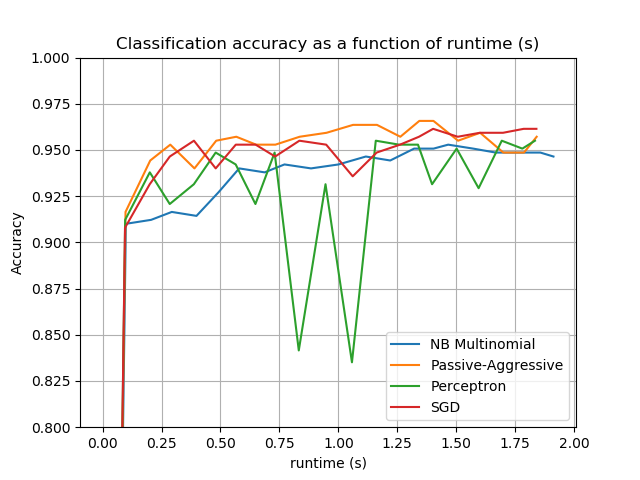 Classification accuracy as a function of runtime (s)
1.000
0.975
0.950
0.925
0.900
0.875
0.850
0.825
0.800
Accuracy
NB Multinomial
Passive-Aggressive
Perceptron
SGD
0.00 0.25 0.50 0.75 1.00 1.25 1.50 1.75 2.00
runtime (s)